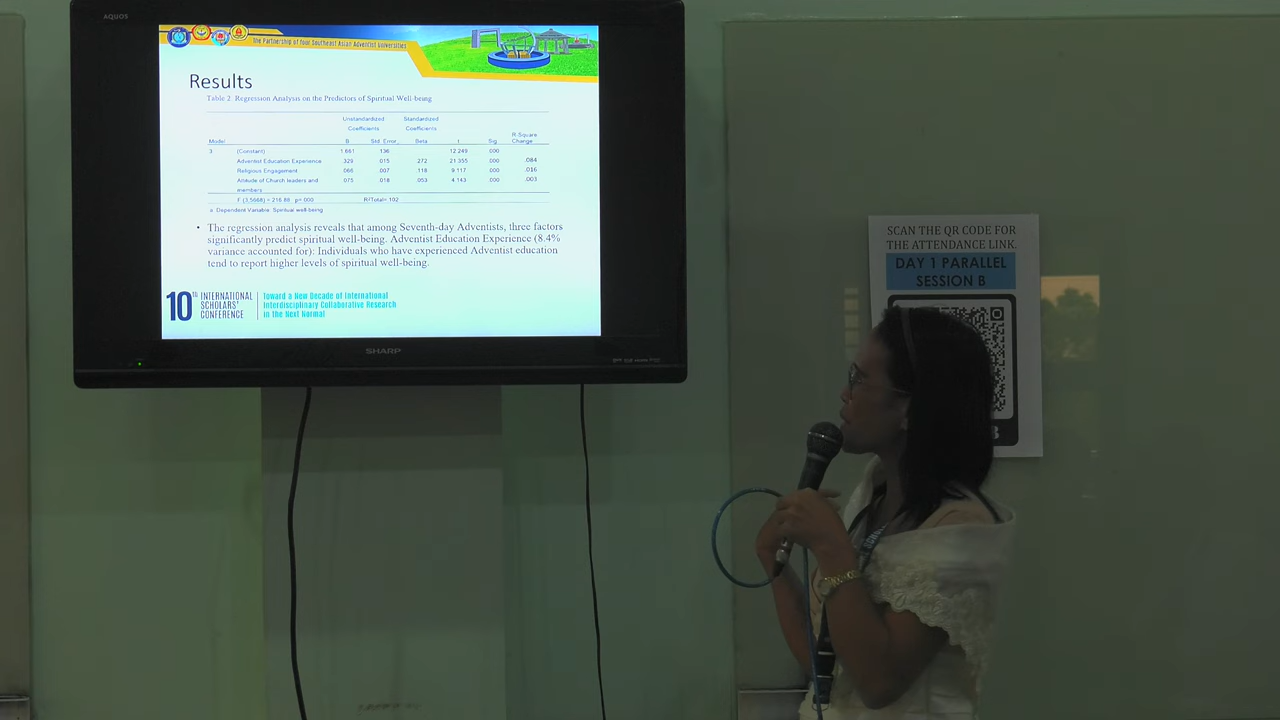 AQUOS
The Partnership of four Southeast Asian Adventist Universities
Results
Table 2. Regression Analysis on the Predictors of Spiritual Well-being
Unstandardized Standardized
Coefficients Coefficients R-Square
Model B Std. Error Beta t Sig Change
3 (Constant) 1.661 .136 12.249 .000
Adventist Education Experience .329 .015 .272 21.355 .000 .084
Religious Engagement .066 .007 .118 9.117 .000 .016
Attitude of Church leaders and .075 .018 .053 4.143 .000 .003
members
F (3,5668) = 216.88 p=.000 R²Total=.102
a. Dependent Variable: Spiritual well-being
• The regression analysis reveals that among Seventh-day Adventists, three factors
significantly predict spiritual well-being. Adventist Education Experience (8.4%
variance accounted for): Individuals who have experienced Adventist education
tend to report higher levels of spiritual well-being.
10TH INTERNATIONAL
SCHOLARS'
CONFERENCE
Toward a New Decade of International
Interdisciplinary Collaborative Research
in the Next Normal
SHARP
SCAN THE QR CODE FOR
THE ATTENDANCE LINK.
DAY 1 PARALLEL
SESSION B